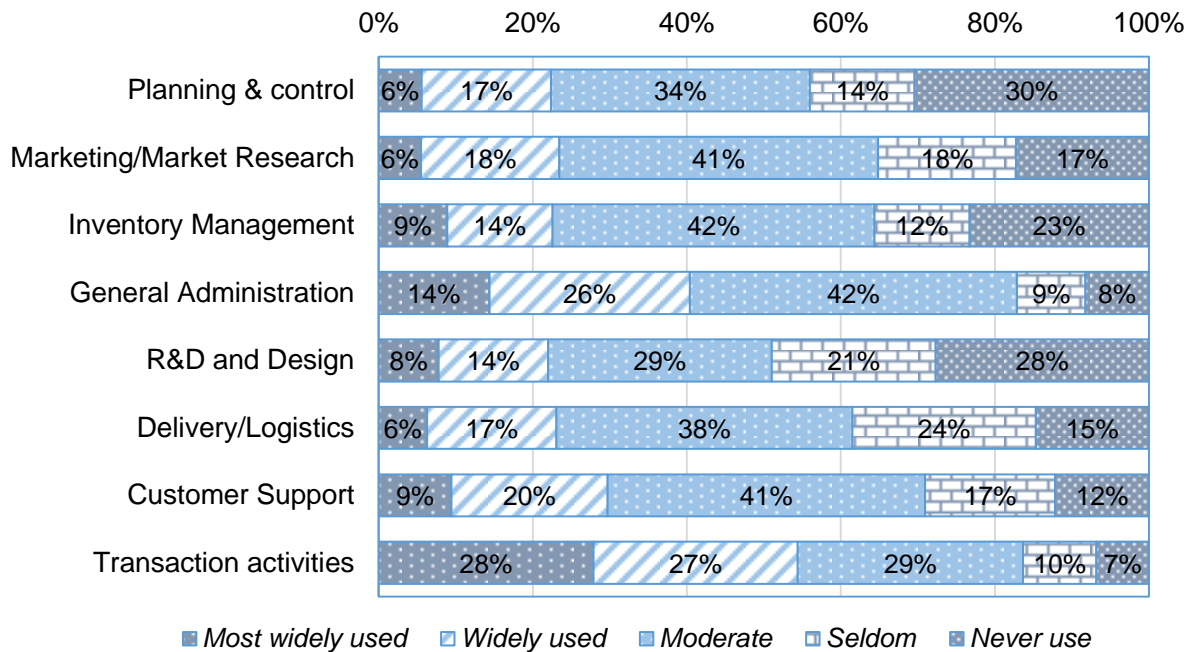 0% 20% 40% 60% 80% 100%
Planning & control 6% 17% 34% 14% 30%
Marketing/Market Research 6% 18% 41% 18% 17%
Inventory Management 9% 14% 42% 12% 23%
General Administration 14% 26% 42% 9% 8%
R&D and Design 8% 14% 29% 21% 28%
Delivery/Logistics 6% 17% 38% 24% 15%
Customer Support 9% 20% 41% 17% 12%
Transaction activities 28% 27% 29% 10% 7%
Most widely used Widely used Moderate Seldom Never use